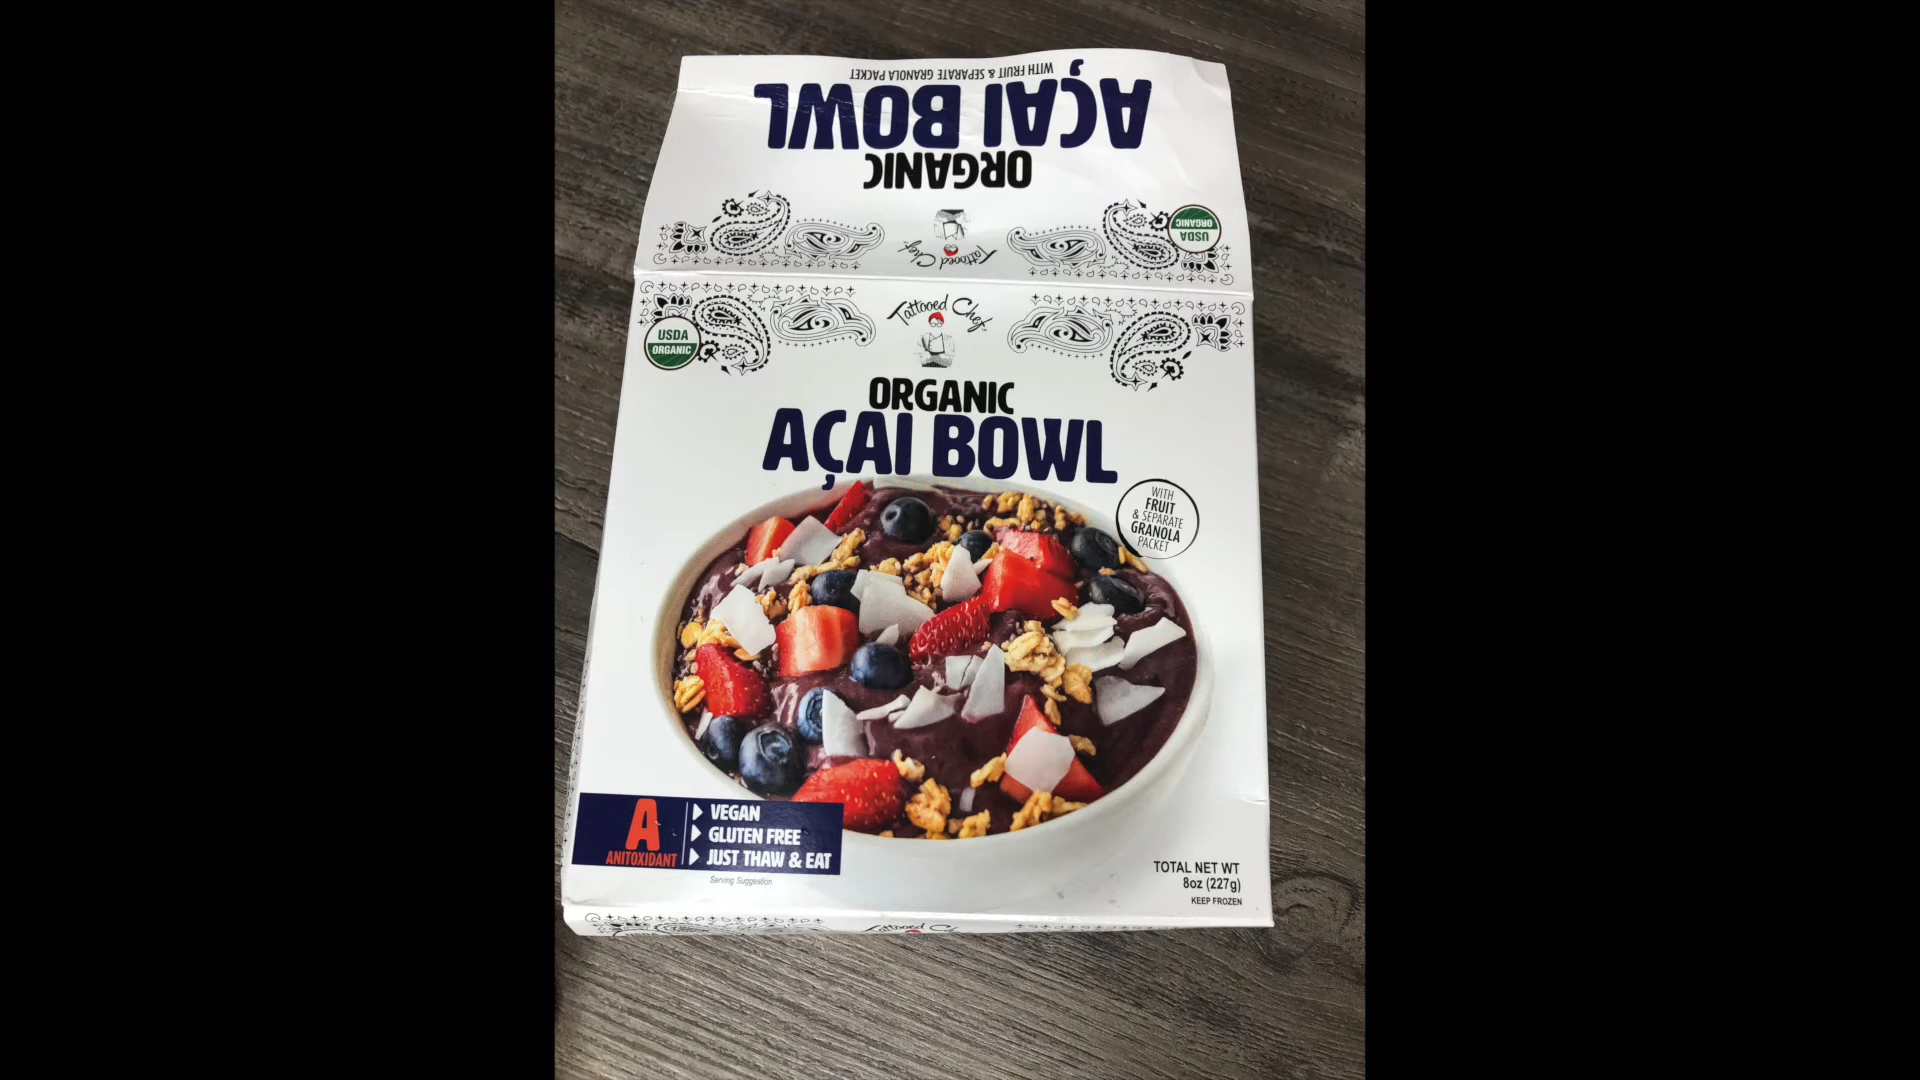 WITH FRUIT & SEPARATE GRANOLA PACKET
AÇAI BOWL
ORGANIC
USDA
ORGANIC
Tattooed Chef
Tattooed Chef™
USDA
ORGANIC
ORGANIC
AÇAI BOWL
WITH
FRUIT
& SEPARATE
GRANOLA
PACKET
A
ANITOXIDANT
VEGAN
GLUTEN FREE
JUST THAW & EAT
Serving Suggestion
TOTAL NET WT
8oz (227g)
KEEP FROZEN